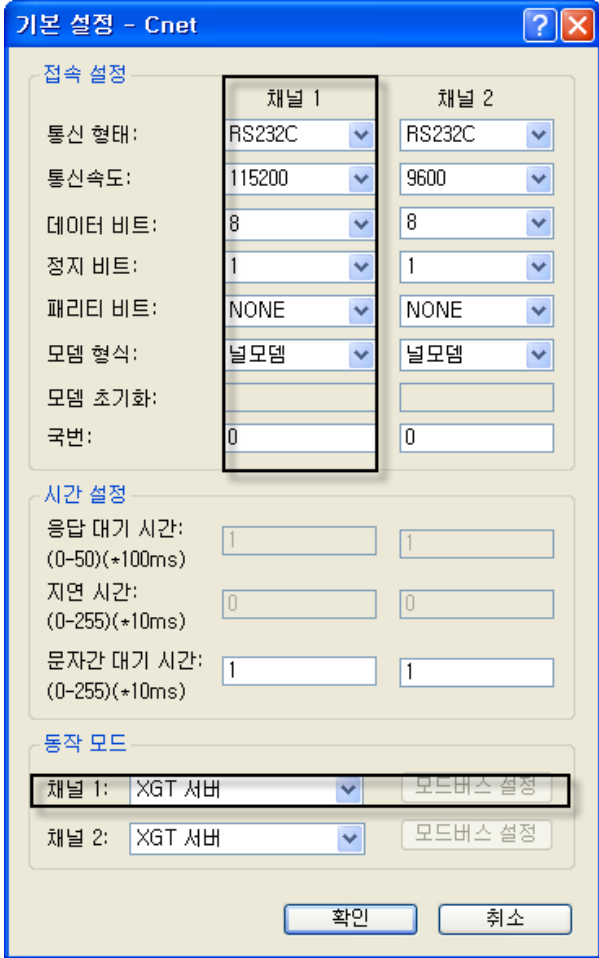 기본 설정 - Cnet
접속 설정
채널 1 채널 2
통신 형태: RS232C RS232C
통신속도: 115200 9600
데이터 비트: 8 8
정지 비트: 1 1
패리티 비트: NONE NONE
모뎀 형식: 널모뎀 널모뎀
모뎀 초기화:
국번: 0 0
시간 설정
응답 대기 시간: 1 1
(0-50)(*100ms)
지연 시간: 0 0
(0-255)(*10ms)
문자간 대기 시간: 1 1
(0-255)(*10ms)
동작 모드
채널 1: XGT 서버 모드버스 설정
채널 2: XGT 서버 모드버스 설정
확인 취소